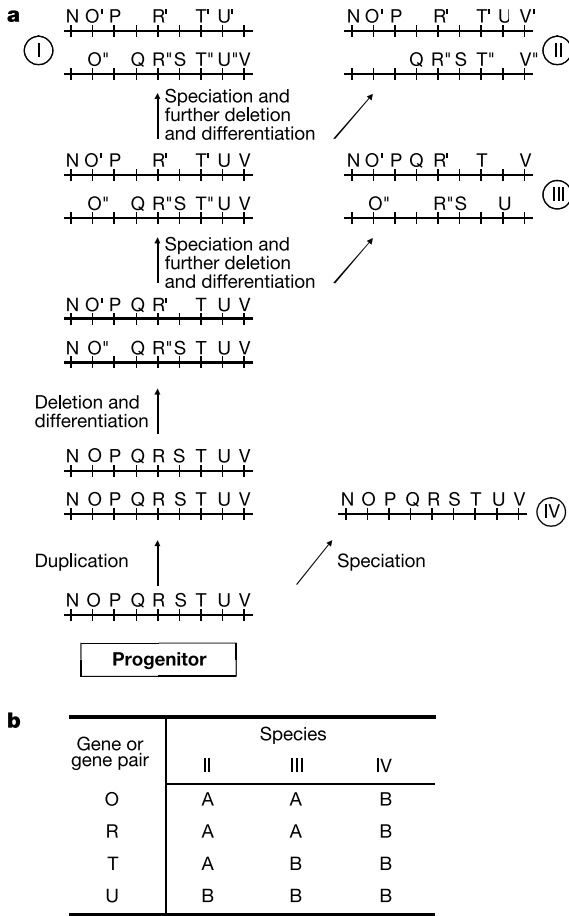 a
N O' P R' T' U'
N O' P R' T' U V'
I
II
O" Q R" S T" U" V
Q R" S T" V"
Speciation and
further deletion
and differentiation
N O' P R' T' U V
N O' P Q R' T V
III
O" Q R" S T" U V
O" R" S U
Speciation and
further deletion
and differentiation
N O' P Q R' T U V
N O" Q R" S T U V
Deletion and
differentiation
N O P Q R S T U V
N O P Q R S T U V
N O P Q R S T U V
IV
Duplication
Speciation
N O P Q R S T U V
Progenitor
b
Gene or
gene pair
Species
II III IV
O A A B
R A A B
T A B B
U B B B